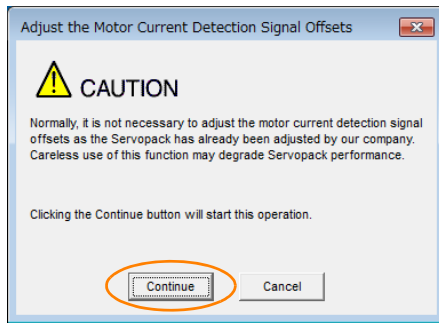 Adjust the Motor Current Detection Signal Offsets
CAUTION
Normally, it is not necessary to adjust the motor current detection signal
offsets as the Servopack has already been adjusted by our company.
Careless use of this function may degrade Servopack performance.
Clicking the Continue button will start this operation.
Continue Cancel